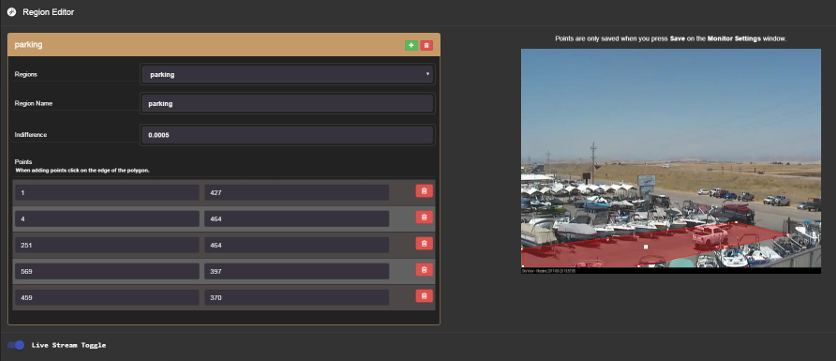 Region Editor
parking
Regions
parking
Region Name
parking
Indifference
0.0005
Points
When adding points click on the edge of the polygon.
1 427
4 464
251 464
569 397
459 370
Live Stream Toggle
Points are only saved when you press Save on the Monitor Settings window.